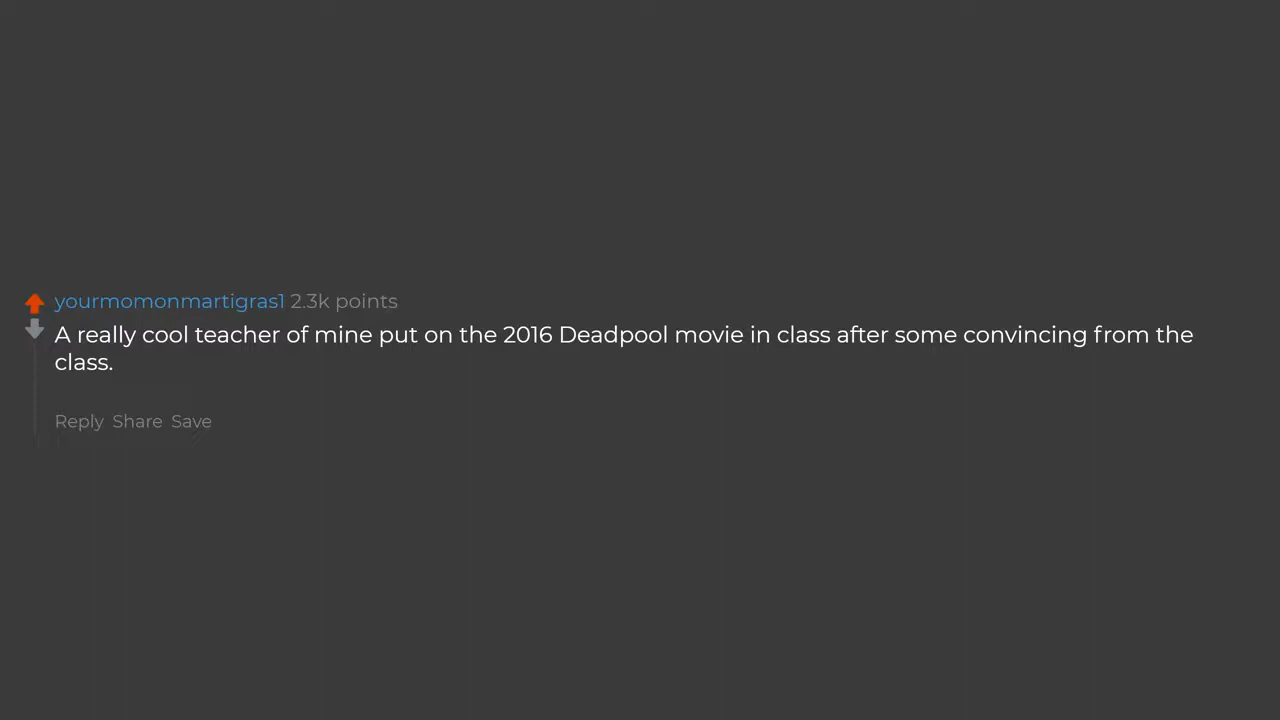 yourmomonmartigras1 2.3k points
A really cool teacher of mine put on the 2016 Deadpool movie in class after some convincing from the
class.
Reply Share Save